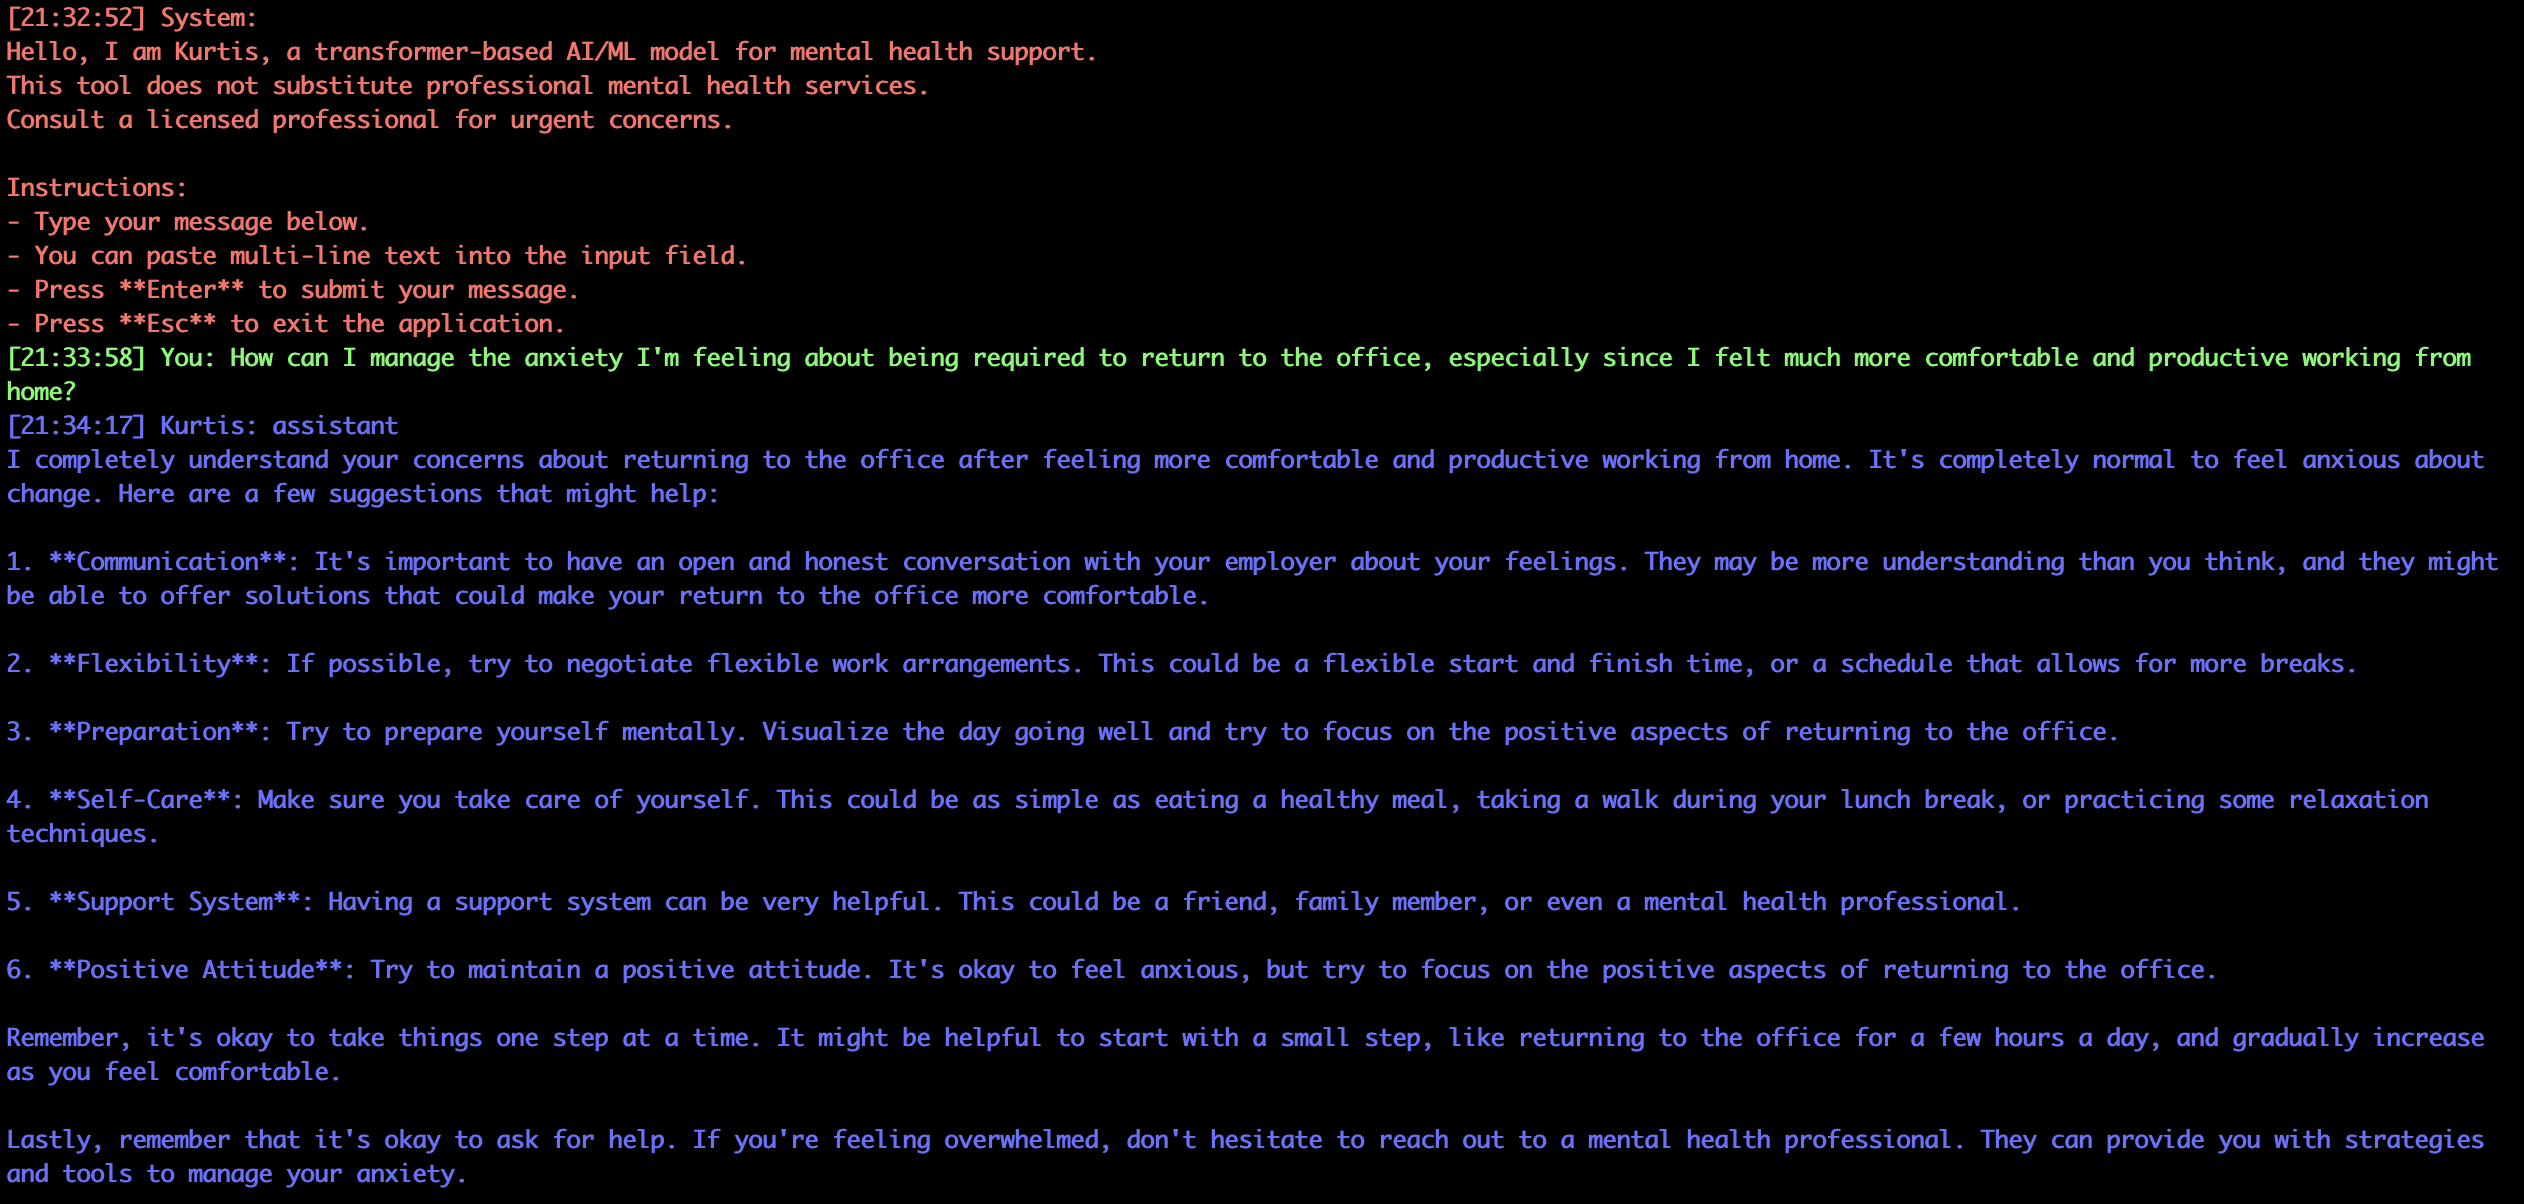 [21:32:52] System:
Hello, I am Kurtis, a transformer-based AI/ML model for mental health support.
This tool does not substitute professional mental health services.
Consult a licensed professional for urgent concerns.
Instructions:
- Type your message below.
- You can paste multi-line text into the input field.
- Press **Enter** to submit your message.
- Press **Esc** to exit the application.
[21:33:58] You: How can I manage the anxiety I'm feeling about being required to return to the office, especially since I felt much more comfortable and productive working from
home?
[21:34:17] Kurtis: assistant
I completely understand your concerns about returning to the office after feeling more comfortable and productive working from home. It's completely normal to feel anxious about
change. Here are a few suggestions that might help:
1. **Communication**: It's important to have an open and honest conversation with your employer about your feelings. They may be more understanding than you think, and they might
be able to offer solutions that could make your return to the office more comfortable.
2. **Flexibility**: If possible, try to negotiate flexible work arrangements. This could be a flexible start and finish time, or a schedule that allows for more breaks.
3. **Preparation**: Try to prepare yourself mentally. Visualize the day going well and try to focus on the positive aspects of returning to the office.
4. **Self-Care**: Make sure you take care of yourself. This could be as simple as eating a healthy meal, taking a walk during your lunch break, or practicing some relaxation
techniques.
5. **Support System**: Having a support system can be very helpful. This could be a friend, family member, or even a mental health professional.
6. **Positive Attitude**: Try to maintain a positive attitude. It's okay to feel anxious, but try to focus on the positive aspects of returning to the office.
Remember, it's okay to take things one step at a time. It might be helpful to start with a small step, like returning to the office for a few hours a day, and gradually increase
as you feel comfortable.
Lastly, remember that it's okay to ask for help. If you're feeling overwhelmed, don't hesitate to reach out to a mental health professional. They can provide you with strategies
and tools to manage your anxiety.